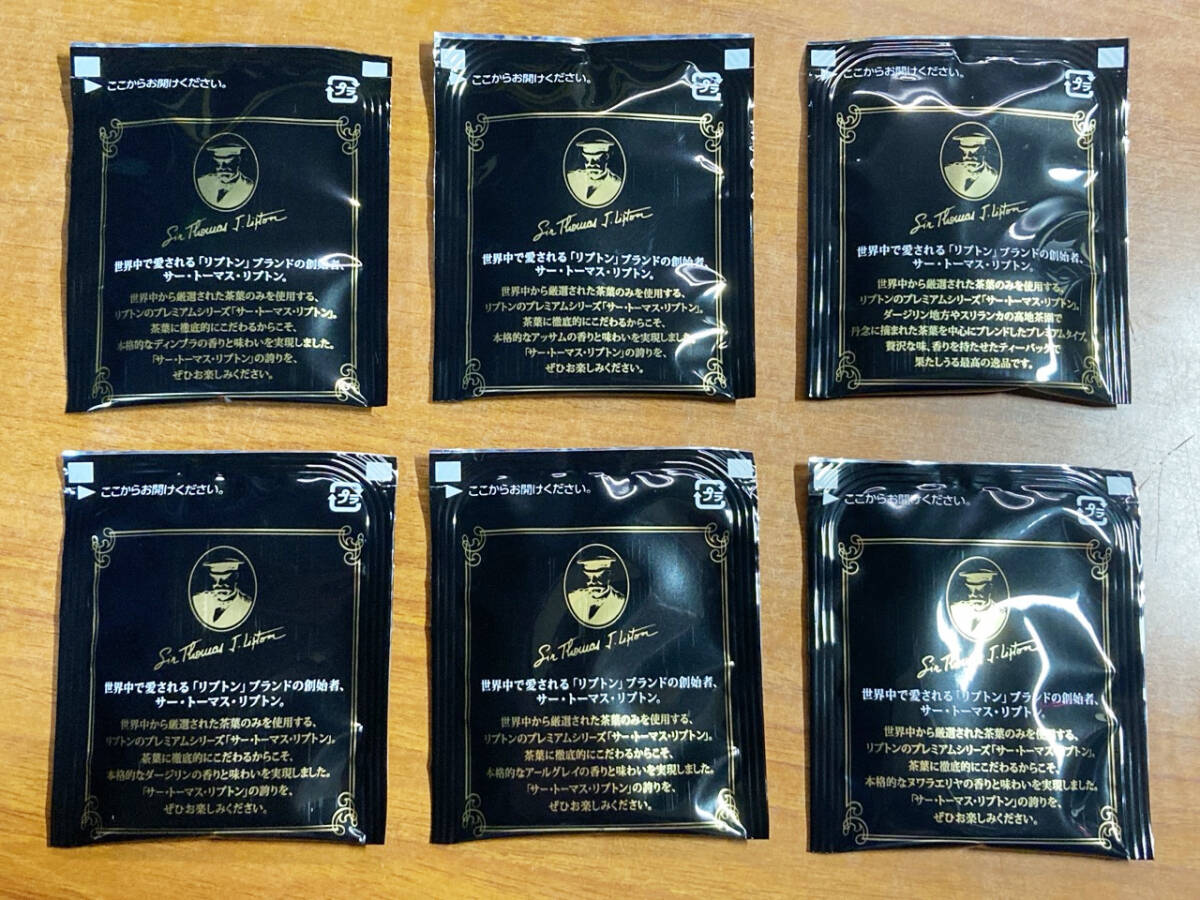 ここからお開けください。
プラ
Sir Thomas J. Lipton
世界中で愛される「リプトン」ブランドの創始者、
サー・トーマス・リプトン。
世界中から厳選された茶葉のみを使用する、
リプトンのプレミアムシリーズ「サー・トーマス・リプトン」。
茶葉に徹底的にこだわるからこそ、
本格的なディンブラの香りと味わいを実現しました。
「サー・トーマス・リプトン」の誇りを、
ぜひお楽しみください。
ここからお開けください。
プラ
Sir Thomas J. Lipton
世界中で愛される「リプトン」ブランドの創始者、
サー・トーマス・リプトン。
世界中から厳選された茶葉のみを使用する、
リプトンのプレミアムシリーズ「サー・トーマス・リプトン」。
茶葉に徹底的にこだわるからこそ、
本格的なアッサムの香りと味わいを実現しました。
「サー・トーマス・リプトン」の誇りを、
ぜひお楽しみください。
ここからお開けください。
プラ
Sir Thomas J. Lipton
世界中で愛される「リプトン」ブランドの創始者、
サー・トーマス・リプトン。
世界中から厳選された茶葉のみを使用する。
リプトンのプレミアムシリーズ「サー・トーマス・リプトン」。
ダージリン地方やスリランカの高地茶園で
丹念に摘まれた茶葉を中心にブレンドしたプレミアムタイプ。
贅沢な味、香りを持たせたティーバッグで
果たしうる最高の逸品です。
ここからお開けください。
プラ
Sir Thomas J. Lipton
世界中で愛される「リプトン」ブランドの創始者、
サー・トーマス・リプトン。
世界中から厳選された茶葉のみを使用する、
リプトンのプレミアムシリーズ「サー・トーマス・リプトン」。
茶葉に徹底的にこだわるからこそ、
本格的なダージリンの香りと味わいを実現しました。
「サー・トーマス・リプトン」の誇りを、
ぜひお楽しみください。
ここからお開けください。
プラ
Sir Thomas J. Lipton
世界中で愛される「リプトン」ブランドの創始者、
サー・トーマス・リプトン。
世界中から厳選された茶葉のみを使用する、
リプトンのプレミアムシリーズ「サー・トーマス・リプトン」。
茶葉に徹底的にこだわるからこそ、
本格的なアールグレイの香りと味わいを実現しました。
「サー・トーマス・リプトン」の誇りを、
ぜひお楽しみください。
ここからお開けください。
プラ
Sir Thomas J. Lipton
世界中で愛される「リプトン」ブランドの創始者、
サー・トーマス・リプト
世界中から厳選された茶葉のみを使用する、
リプトンのプレミアムシリーズ「サー・トーマス・リプトン」。
茶葉に徹底的にこだわるからこそ、
本格的なヌワラエリヤの香りと味わいを実現しました。
「サー・トーマス・リプトン」の誇りを、
ぜひお楽しみください。